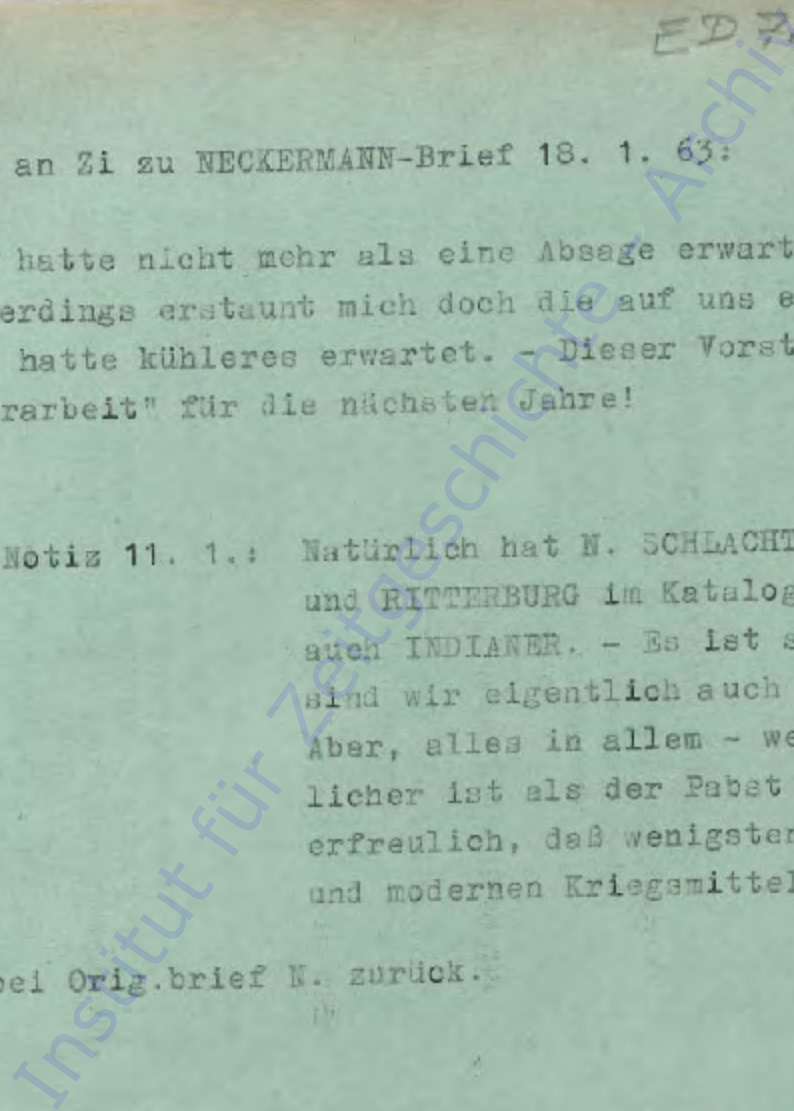 ED 7
an Zi zu NECKERMANN-Brief 18. 1. 63:
hatte nicht mehr als eine Absage erwart
erdings erstaunt mich doch die auf uns e
hatte kühleres erwartet. - Dieser Vorst
rarbeit" für die nächsten Jahre!
Notiz 11. 1.: Natürlich hat N. SCHLACHT
und RITTERBURG im Katalog
auch INDIANER. - Es ist s
sind wir eigentlich auch
Aber, alles in allem - we
licher ist als der Pabst
erfreulich, daß wenigsten
und modernen Kriegsmittel
bei Orig.brief N. zurück.
Institut für Zeitgeschichte - Archiv